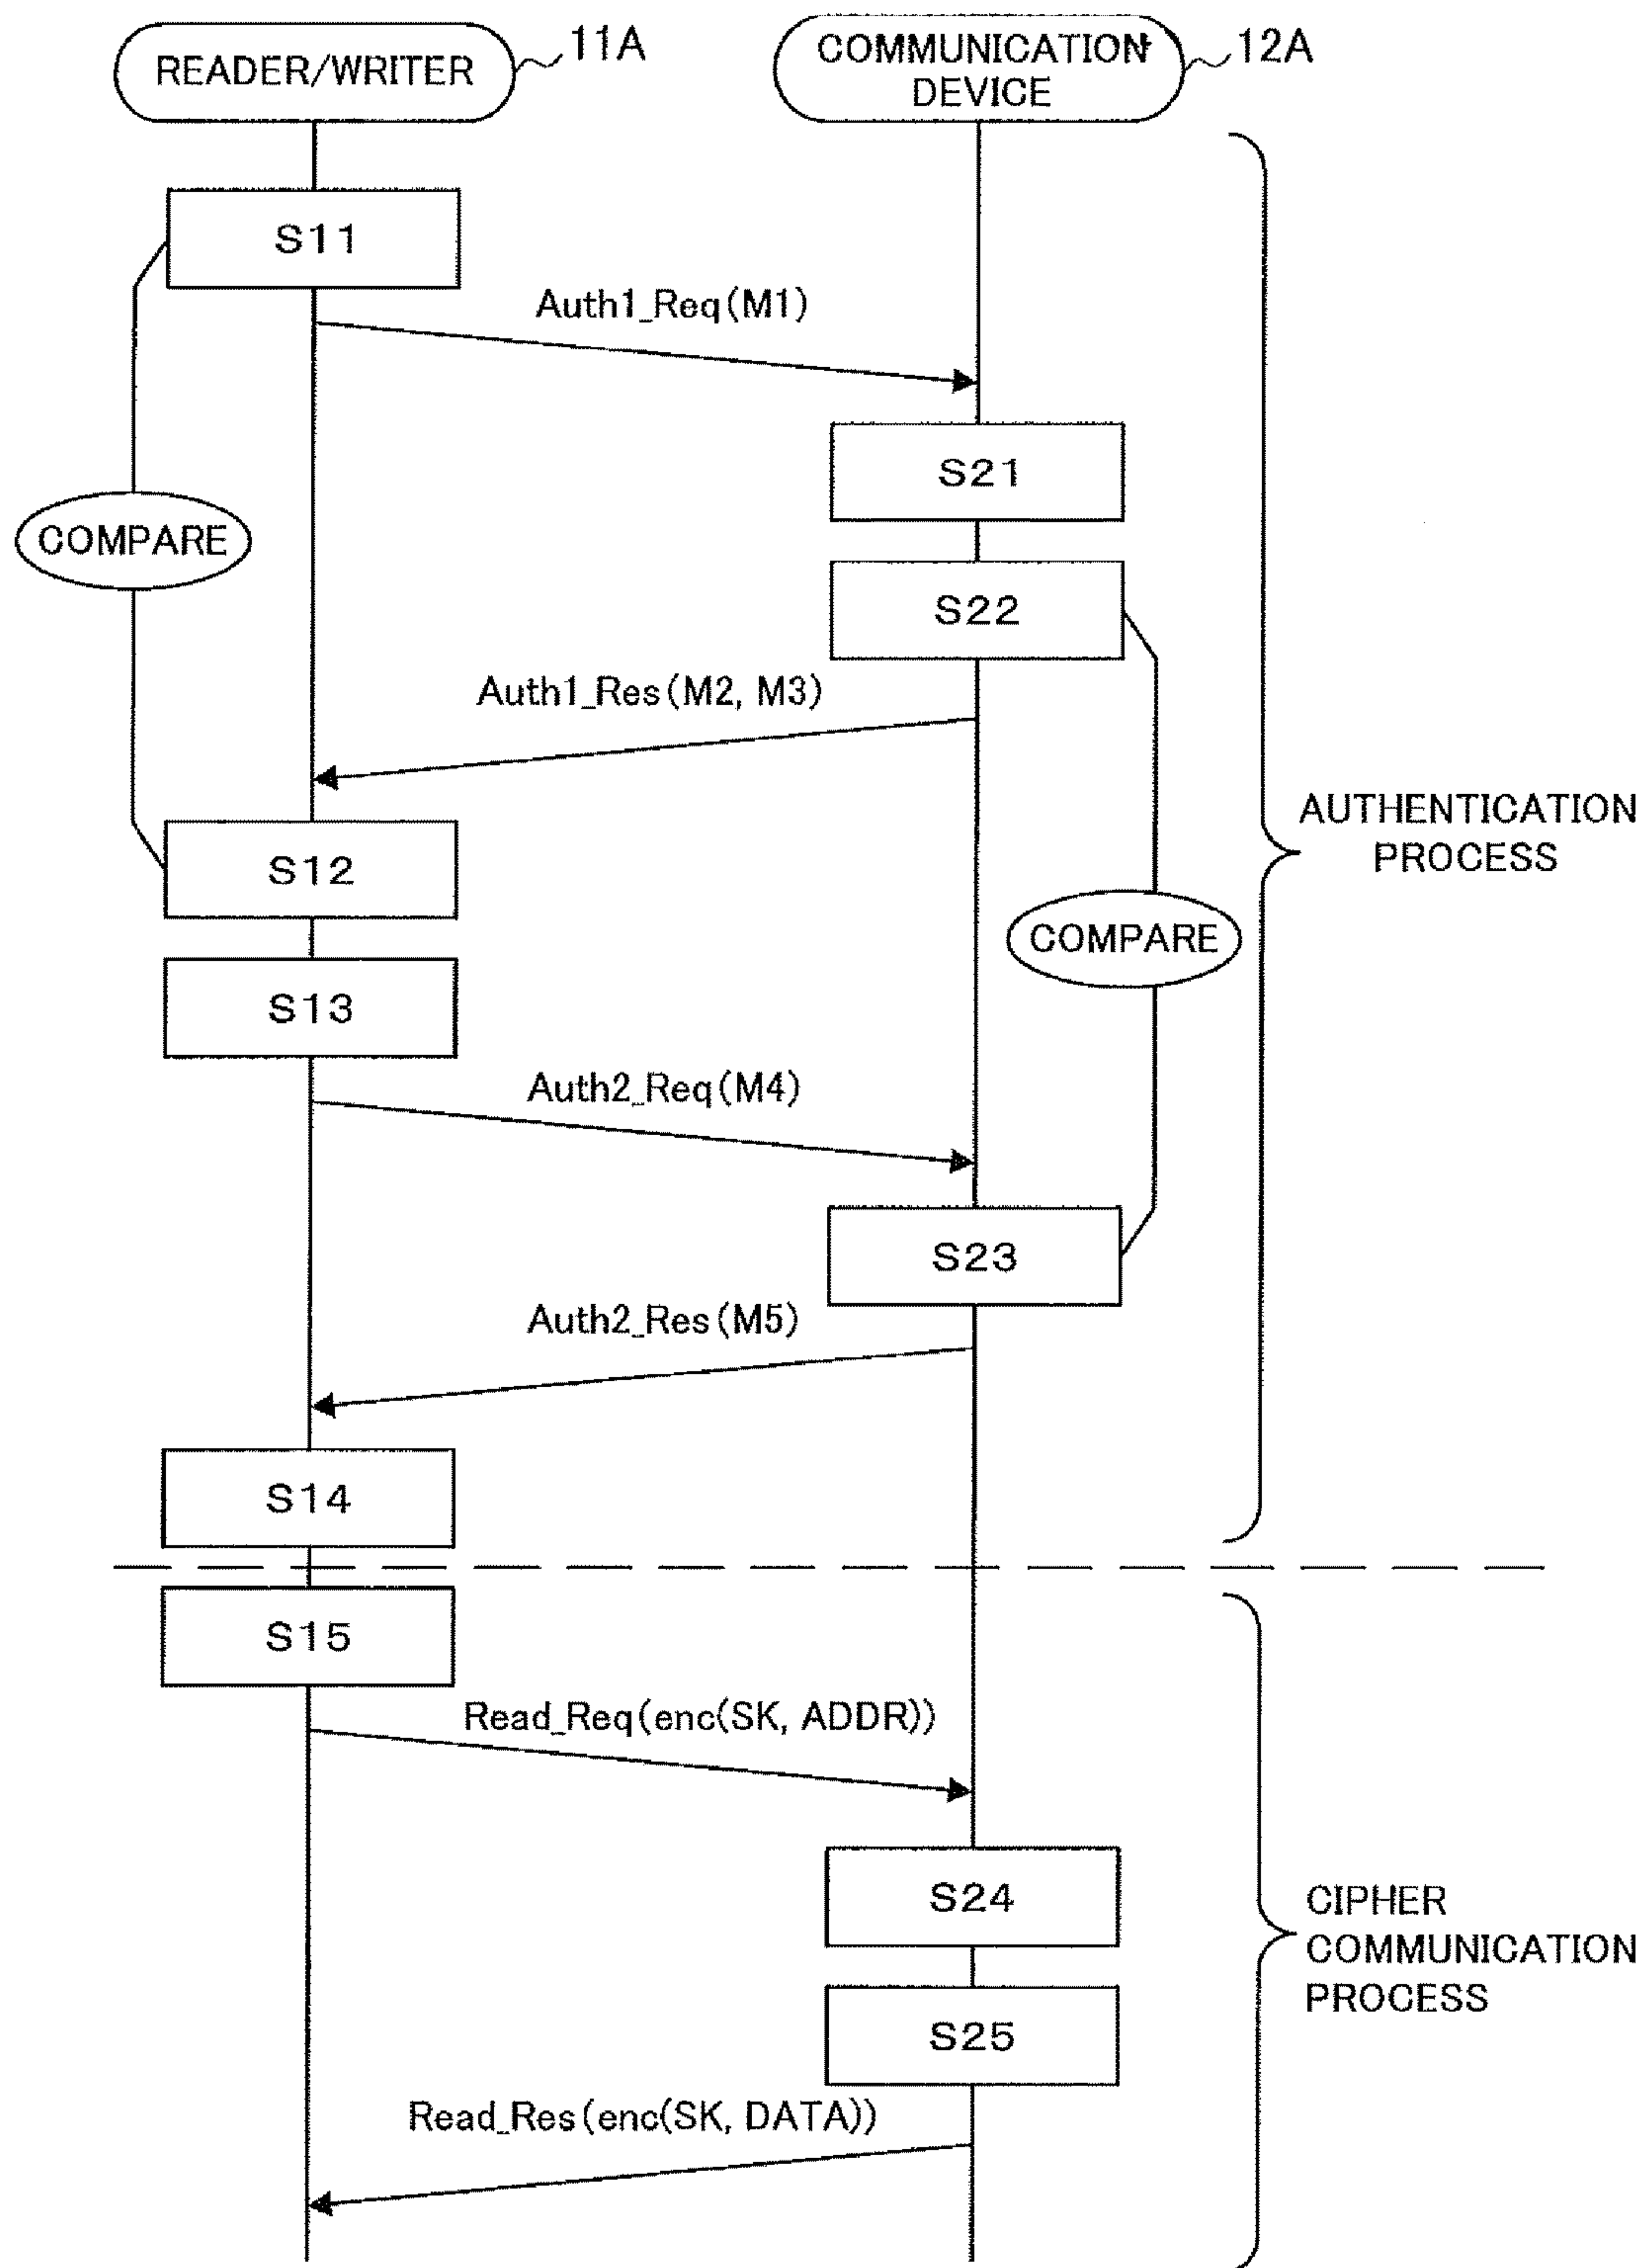 READER/WRITER
11A
COMMUNICATION
DEVICE
12A
S11
Auth1_Req(M1)
S21
COMPARE
S22
Auth1_Res(M2, M3)
AUTHENTICATION
PROCESS
S12
COMPARE
S13
Auth2_Req(M4)
S23
Auth2_Res(M5)
S14
S15
Read_Req(enc(SK, ADDR))
S24
CIPHER
COMMUNICATION
PROCESS
S25
Read_Res(enc(SK, DATA))